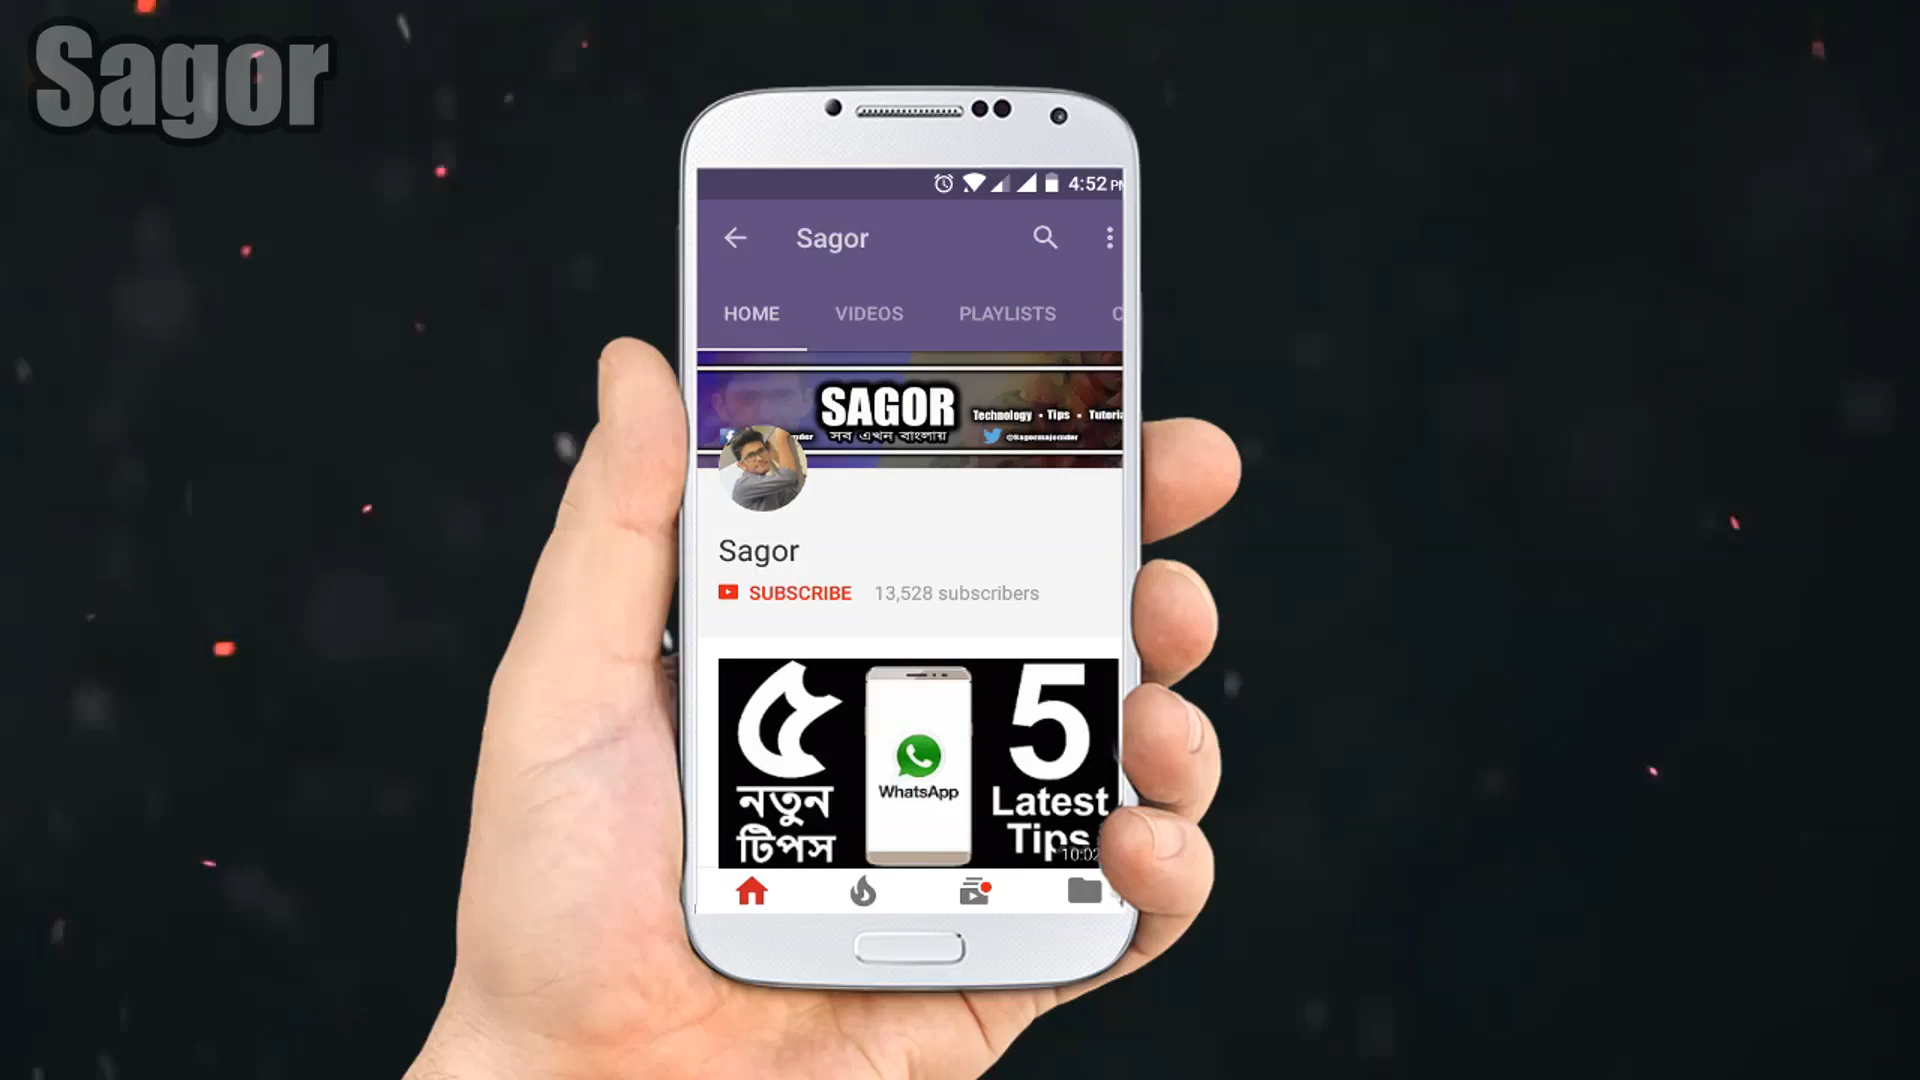 Sagor
4:52
Sagor
HOME VIDEOS PLAYLISTS
SAGOR
Technology • Tips •
সব এখন বাংলায়
Sagor
SUBSCRIBE 13,528 subscribers
৫ 5
নতুন
টিপস
WhatsApp
Latest
Tips
10:02